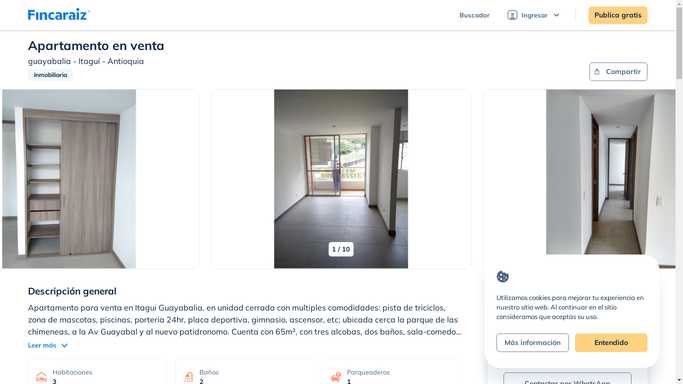 Fincaraiz
Buscador
Ingresar
Publica gratis
Apartamento en venta
guayabalia - Itagui - Antioquia
Inmobiliaria
Compartir
1 / 10
Descripción general
Apartamento para venta en Itagui Guayabalia, en unidad cerrada con multiples comodidades: pista de triciclos,
zona de mascotas, piscinas, porteria 24hr, placa deportiva, gimnasio, ascensor, etc; ubicada cerca la parque de las
chimeneas, a la Av Guayabal y al nuevo patidronomo. Cuenta con 65m², con tres alcobas, dos baños, sala-comedo...
Leer más
Habitaciones
3
Baños
2
Parqueaderos
1
Utilizamos cookies para mejorar tu experiencia en
nuestro sitio web. Al continuar en el sitio
consideramos que aceptas su uso.
Más información
Entendido
Contactar por WhatsApp